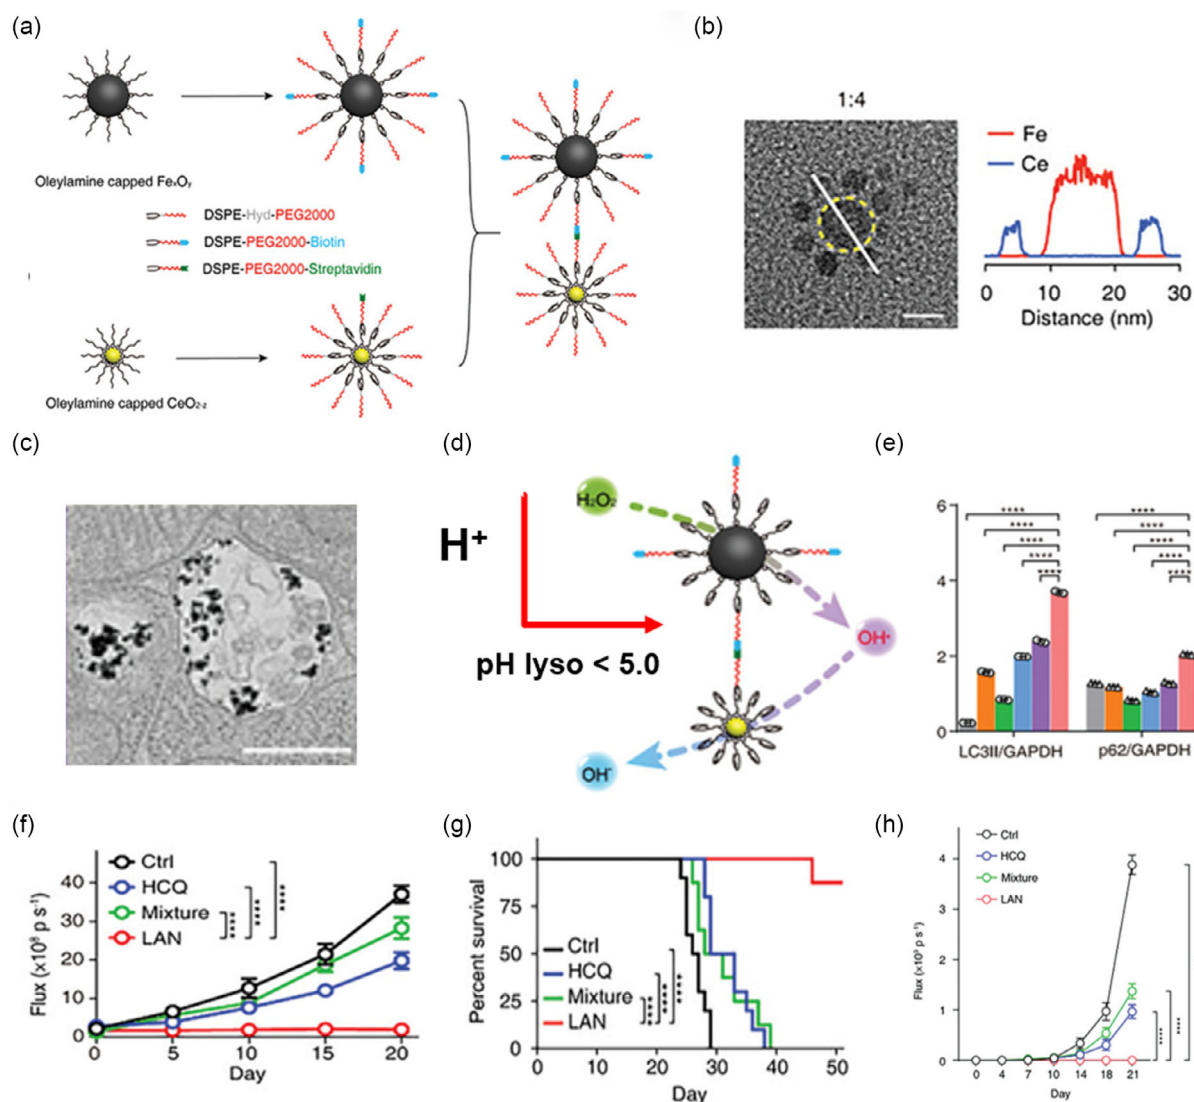 (a)
Oleylamine capped FeₓOᵧ
DSPE-Hyd-PEG2000
DSPE-PEG2000-Biotin
DSPE-PEG2000-Streptavidin
Oleylamine capped CeO₂₋z
(b)
1:4
Fe
Ce
0 10 20 30
Distance (nm)
(c)
(d)
H₂O₂
H⁺
OH•
pH lyso < 5.0
OH⁻
(e)
**** ****
**** ****
**** ****
**** ****
**** ****
6
4
2
0
LC3II/GAPDH p62/GAPDH
(f)
Flux (×10⁸ p s⁻¹)
40
30
20
10
0
Ctrl
HCQ
Mixture
LAN
**** **** ****
0 5 10 15 20
Day
(g)
Percent survival
100
75
50
25
0
Ctrl
HCQ
Mixture
LAN
**** **** ****
0 10 20 30 40 50
Day
(h)
Flux (×10⁹ p s⁻¹)
4
3
2
1
0
Ctrl
HCQ
Mixture
LAN
**** ****
0 4 7 10 14 18 21
Day